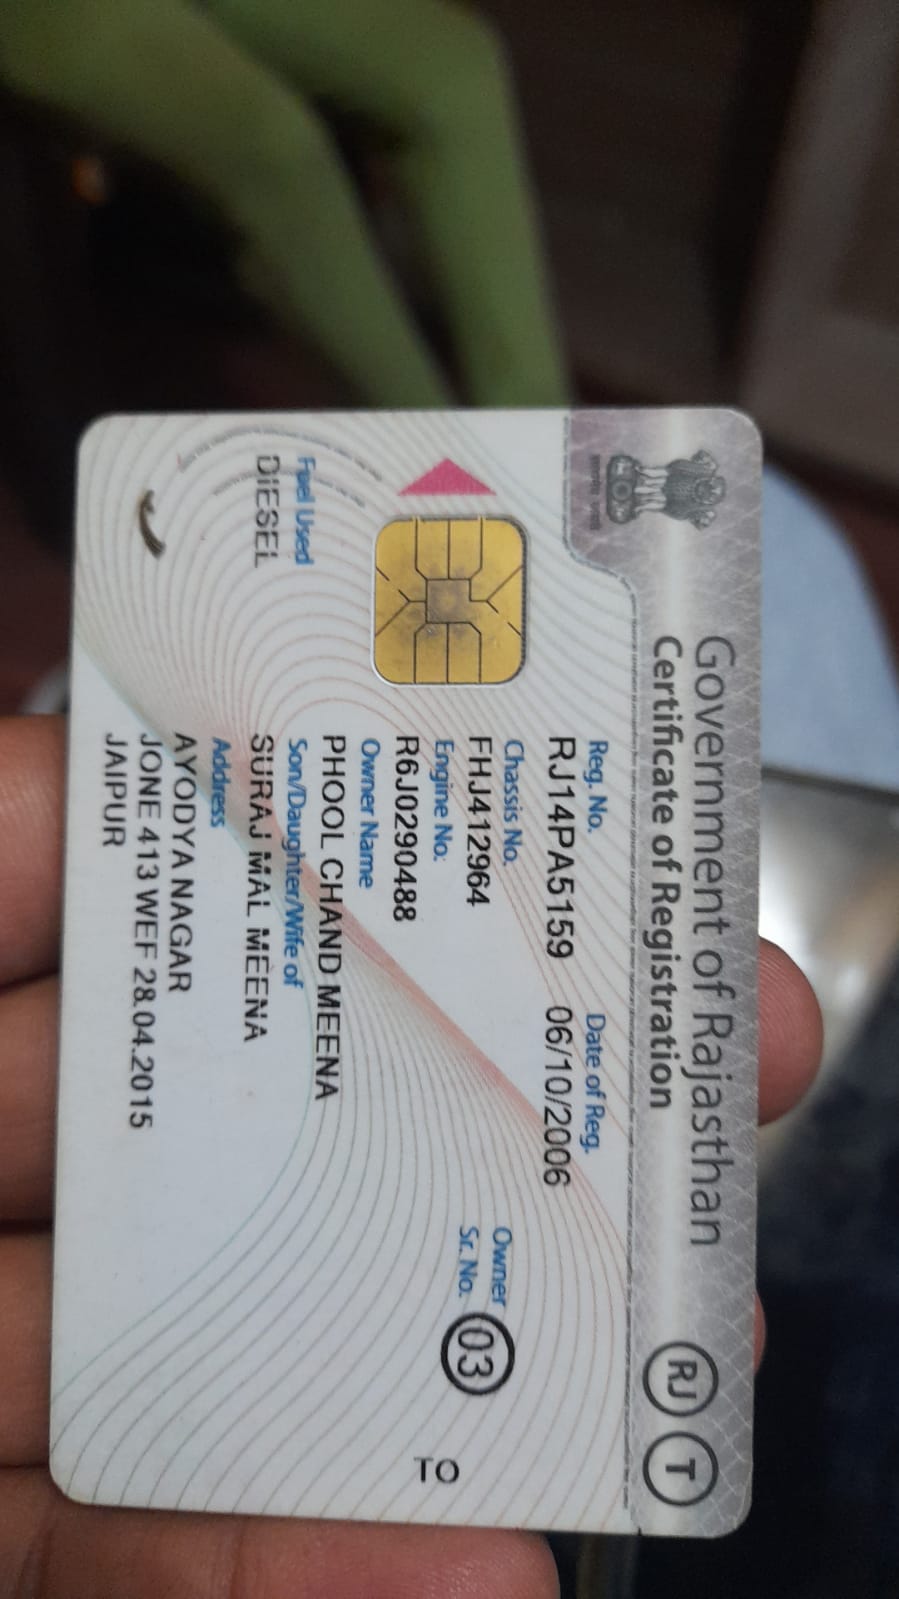 Government of Rajasthan
Certificate of Registration
RJ T
Reg. No. Date of Reg.
RJ14PA5159 06/10/2006
Chassis No.
FHJ412964
Owner Sr. No. 03
Engine No.
R6J0290488
TO
Owner Name
PHOOL CHAND MEENA
Fuel Used
DIESEL
Son/Daughter/Wife of
SURAJ MAL MEENA
Address
AYODYA NAGAR
JONE 413 WEF 28.04.2015
JAIPUR